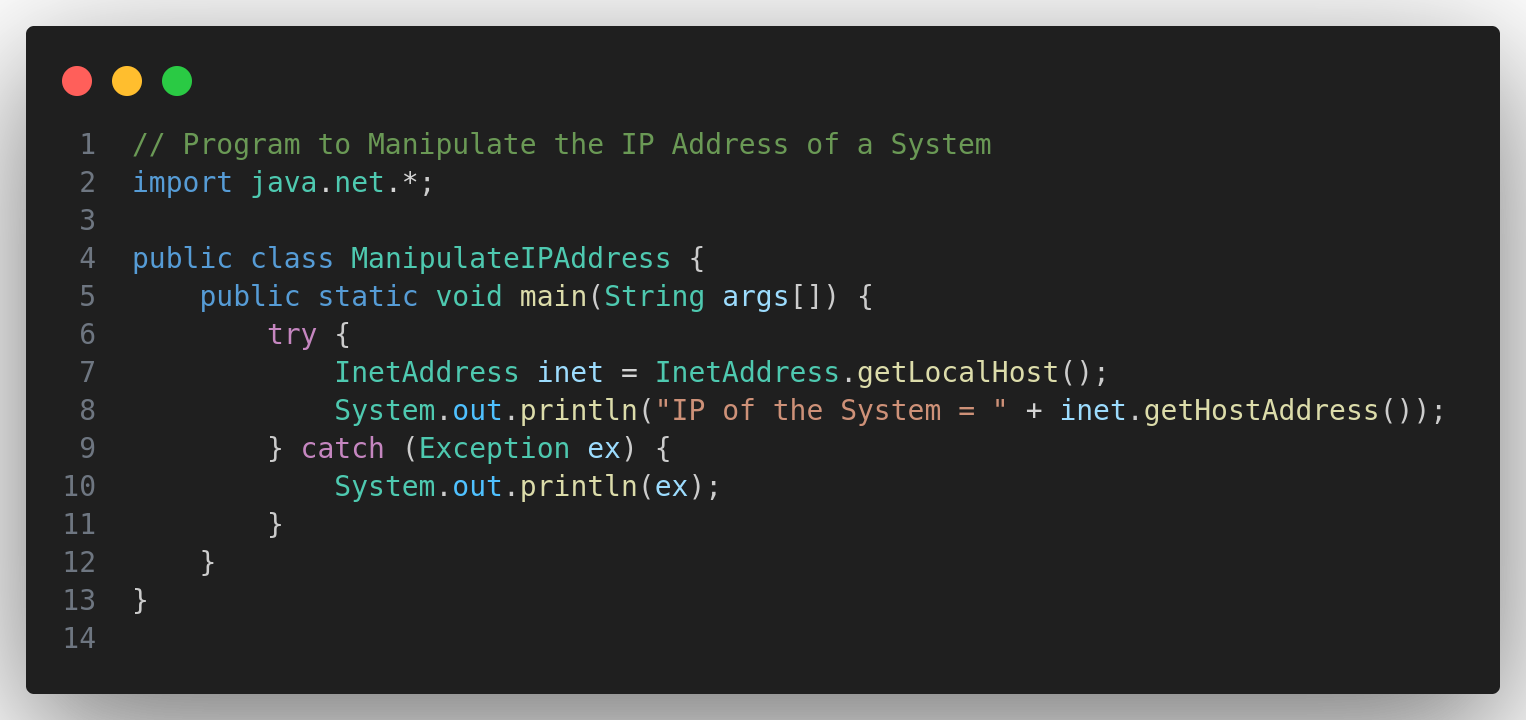 1 // Program to Manipulate the IP Address of a System
2 import java.net.*;
3
4 public class ManipulateIPAddress {
5     public static void main(String args[]) {
6         try {
7             InetAddress inet = InetAddress.getLocalHost();
8             System.out.println("IP of the System = " + inet.getHostAddress());
9         } catch (Exception ex) {
10             System.out.println(ex);
11         }
12     }
13 }
14